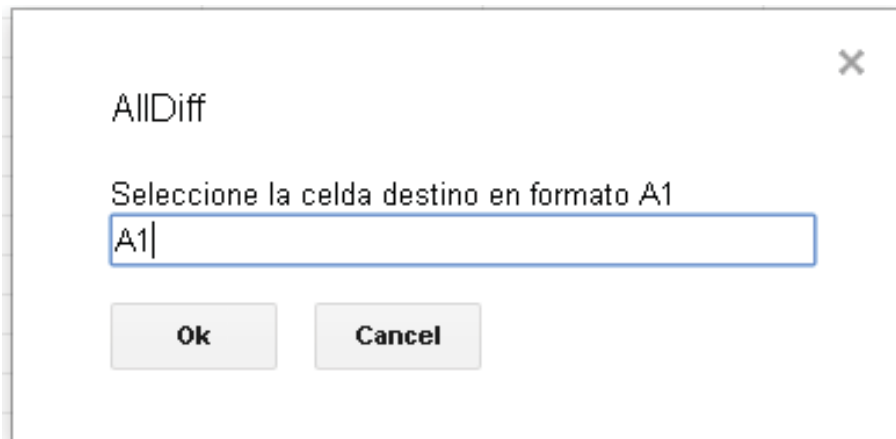 AllDiff
Seleccione la celda destino en formato A1
A1
Ok Cancel